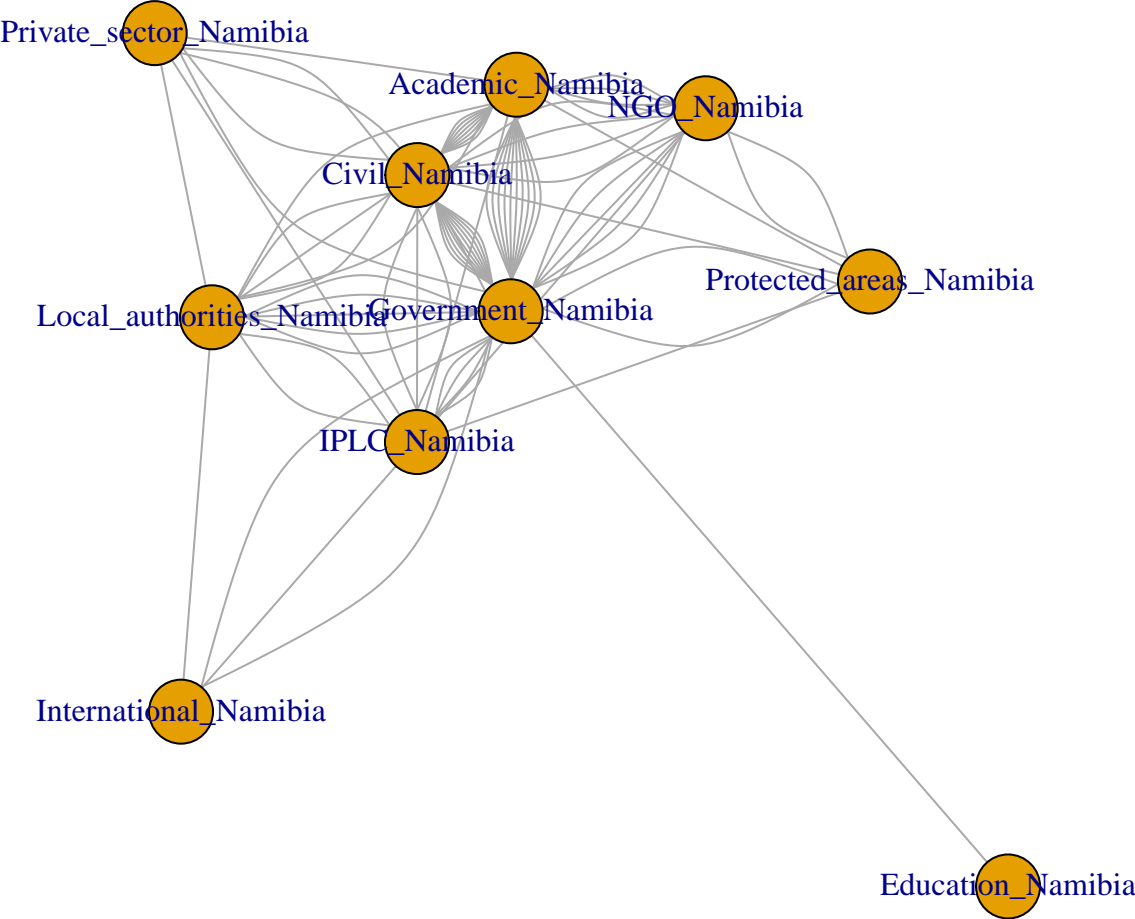 Private_sector_Namibia
Academic_Namibia
NGO_Namibia
Civil_Namibia
Protected_areas_Namibia
Local_authorities_Namibia
Government_Namibia
IPLC_Namibia
International_Namibia
Education_Namibia